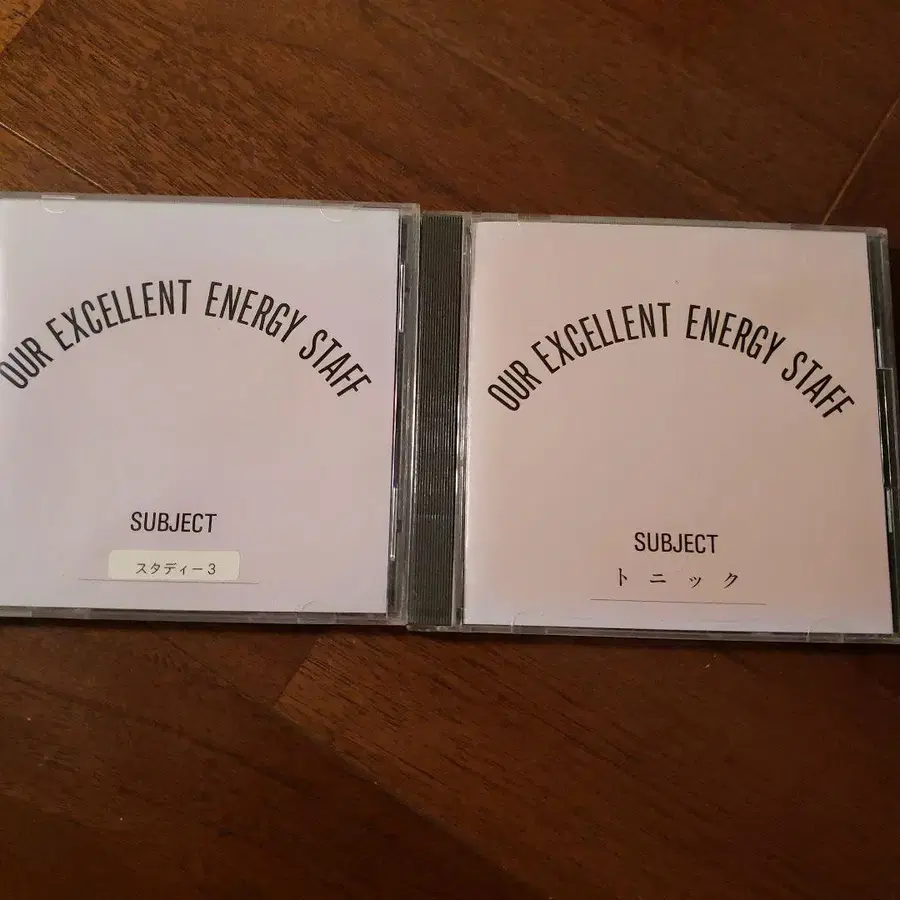 OUR EXCELLENT ENERGY STAFF
SUBJECT
スタディー3
OUR EXCELLENT ENERGY STAFF
SUBJECT
トニック